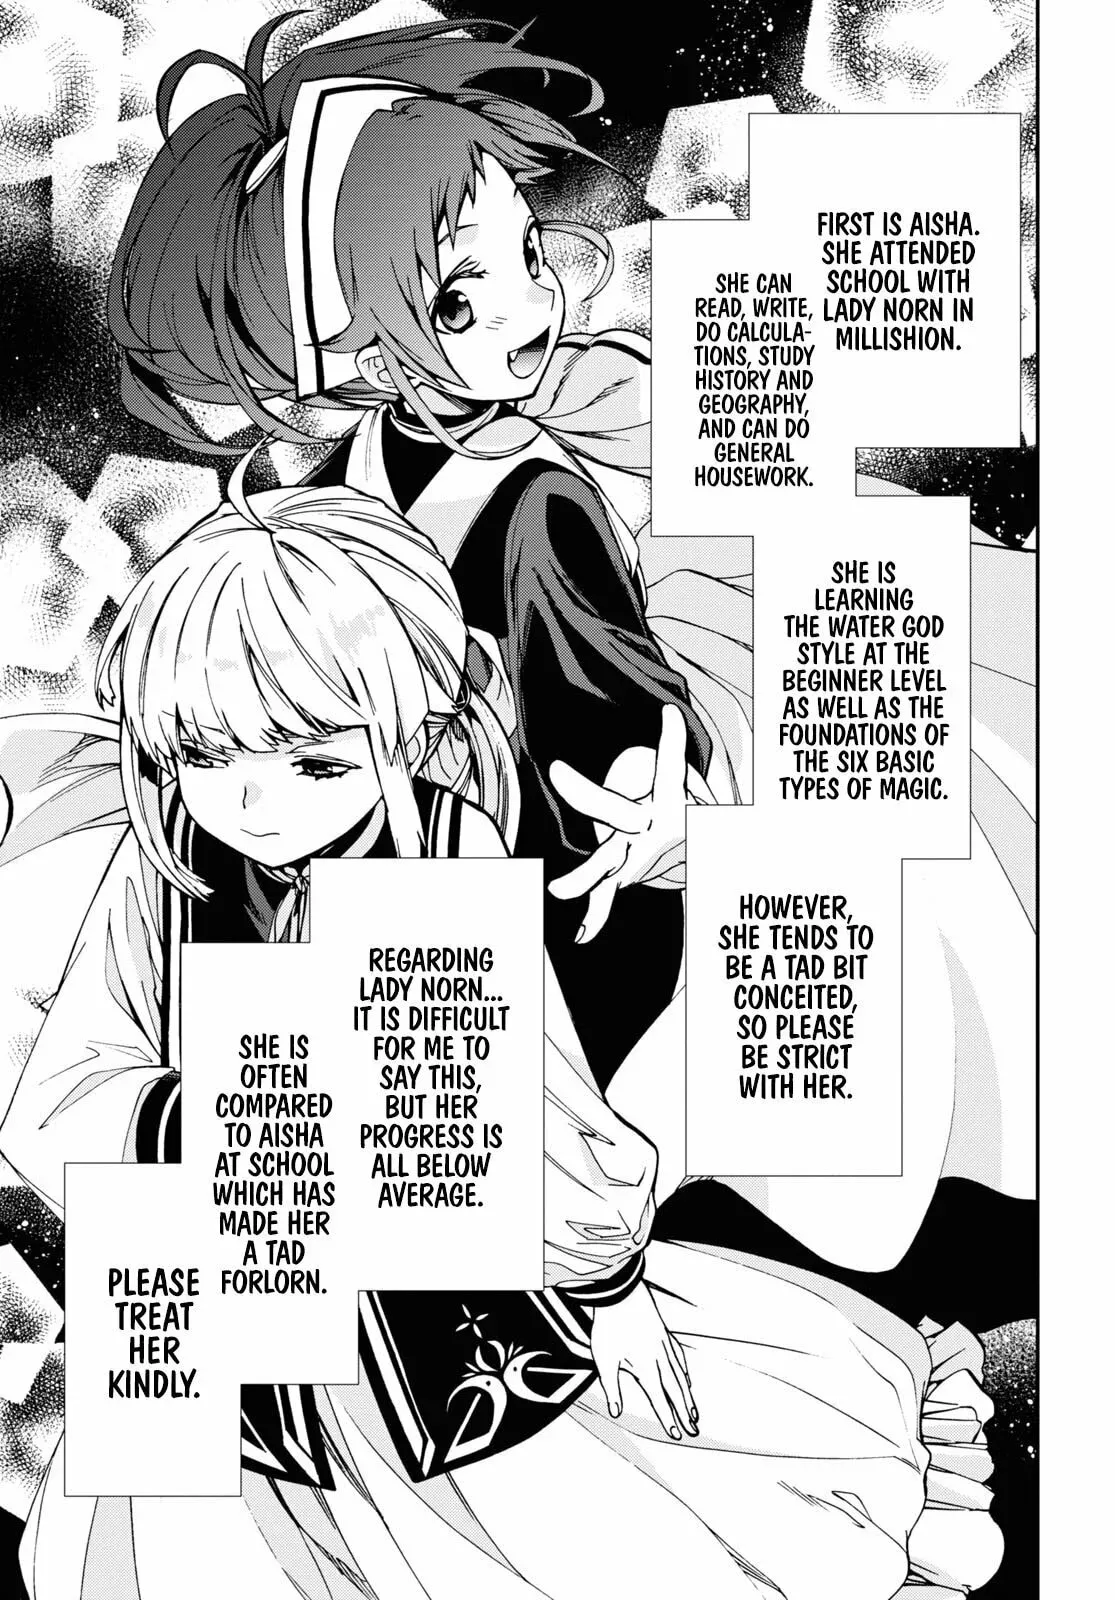 FIRST IS AISHA.
SHE ATTENDED
SCHOOL WITH
LADY NORN IN
MILLISHION.
SHE CAN
READ, WRITE,
DO CALCULA-
TIONS, STUDY
HISTORY AND
GEOGRAPHY,
AND CAN DO
GENERAL
HOUSEWORK.
SHE IS
LEARNING
THE WATER GOD
STYLE AT THE
BEGINNER LEVEL
AS WELL AS THE
FOUNDATIONS OF
THE SIX BASIC
TYPES OF MAGIC.
HOWEVER,
SHE TENDS TO
BE A TAD BIT
CONCEITED,
SO PLEASE
BE STRICT
WITH HER.
REGARDING
LADY NORN...
IT IS DIFFICULT
FOR ME TO
SAY THIS,
BUT HER
PROGRESS IS
ALL BELOW
AVERAGE.
SHE IS
OFTEN
COMPARED
TO AISHA
AT SCHOOL
WHICH HAS
MADE HER
A TAD
FORLORN.
PLEASE
TREAT
HER
KINDLY.